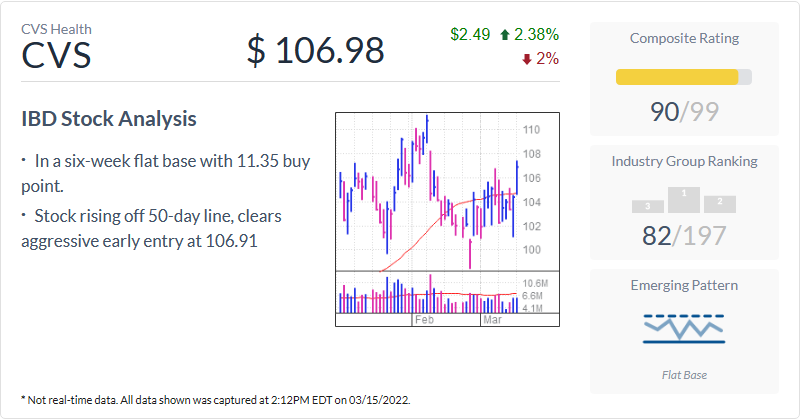 CVS Health
CVS
$ 106.98
$2.49 2.38%
2%
IBD Stock Analysis
· In a six-week flat base with 11.35 buy
point.
· Stock rising off 50-day line, clears
aggressive early entry at 106.91
110
108
106
104
102
100
10.6M
6.6M
4.1M
Feb
Mar
Composite Rating
90/99
Industry Group Ranking
3
1
2
82/197
Emerging Pattern
Flat Base
* Not real-time data. All data shown was captured at 2:12PM EDT on 03/15/2022.